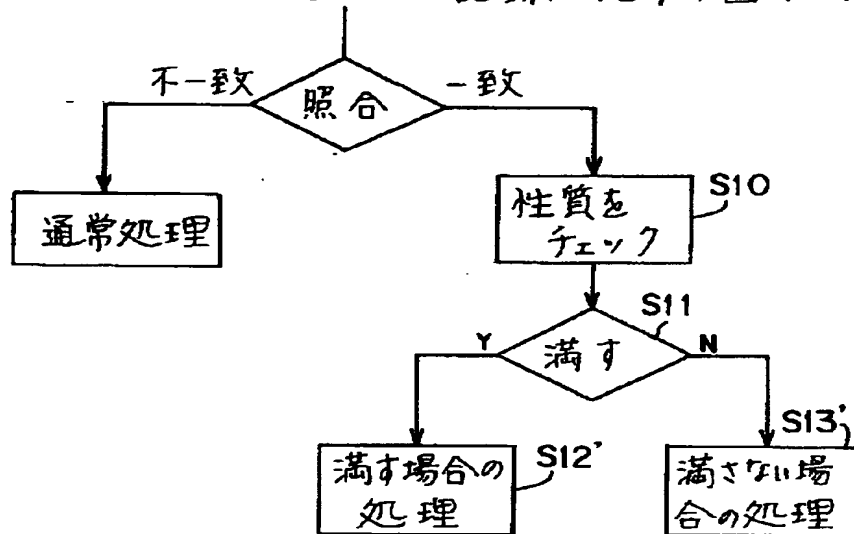 不一致
照合
一致
通常処理
性質を
チェック
S10
S11
Y
満す
N
S13'
満す場合の
処理
S12'
満さない場
合の処理